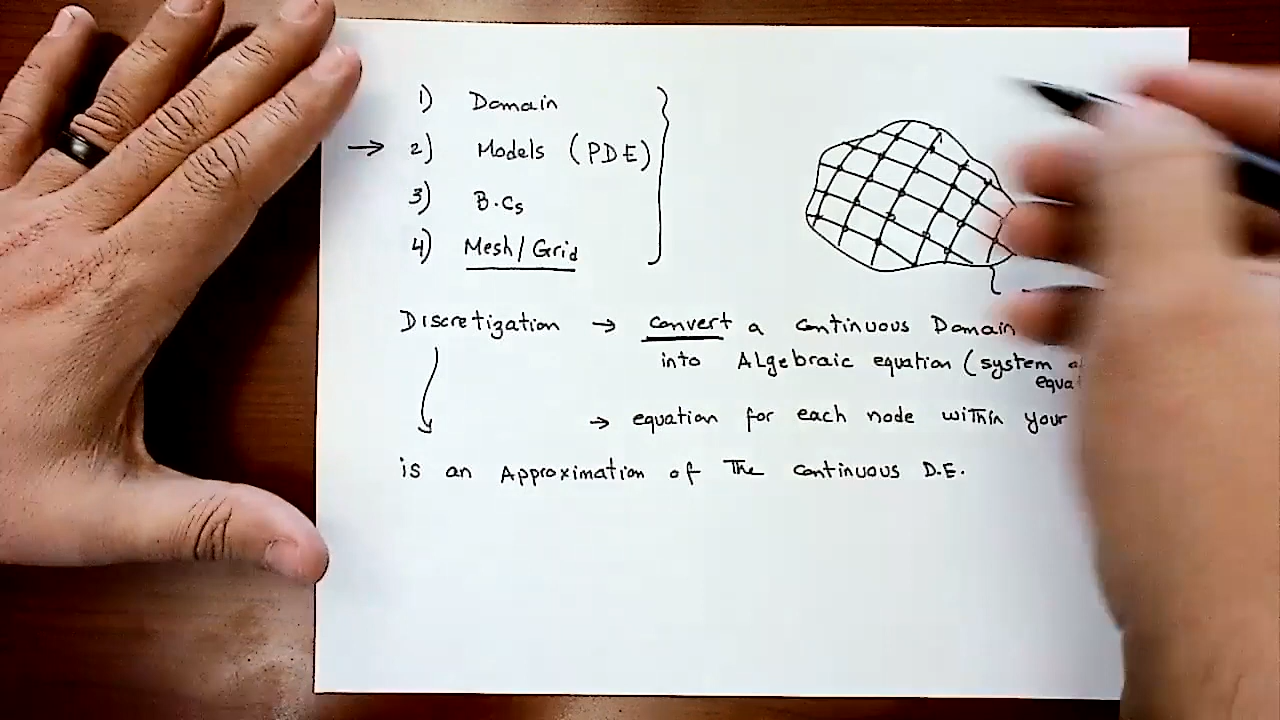 1) Domain
→ 2) Models (PDE)
3) B.Cs
4) Mesh/Grid
Discretization → convert a continuous Domain
into ALgebraic equation (system
→ equation for each node within your
is an Approximation of The continuous D.E.